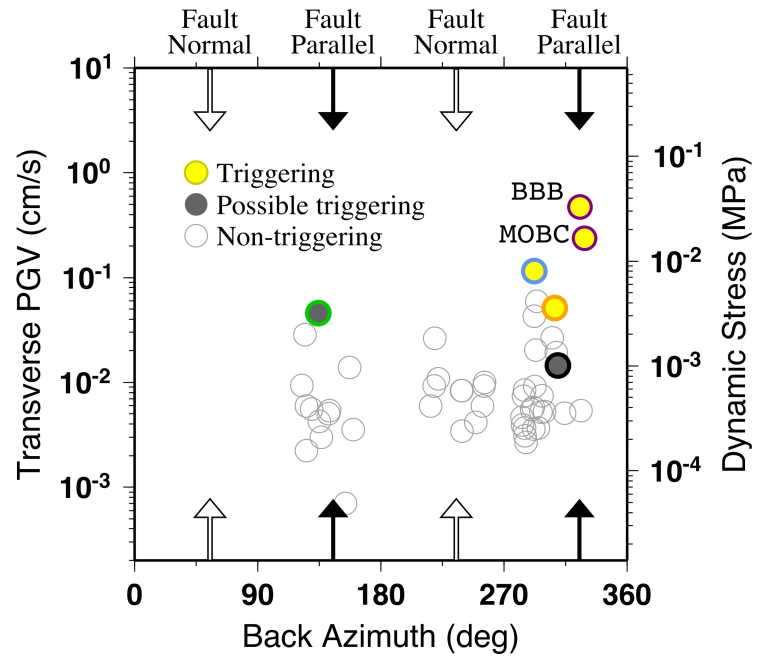 Fault Normal
Fault Parallel
Fault Normal
Fault Parallel
10^1
10^0
10^-1
10^-2
10^-3
Transverse PGV (cm/s)
Triggering
Possible triggering
Non-triggering
BBB
MOBC
10^-1
10^-2
10^-3
10^-4
Dynamic Stress (MPa)
0 90 180 270 360
Back Azimuth (deg)